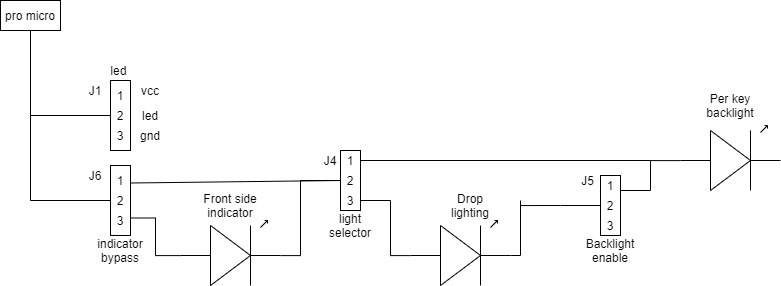 pro micro
led
J1
1
vcc
2
led
3
gnd
J6
1
2
3
indicator
bypass
Front side
indicator
J4
1
2
3
light
selector
Drop
lighting
J5
1
2
3
Backlight
enable
Per key
backlight